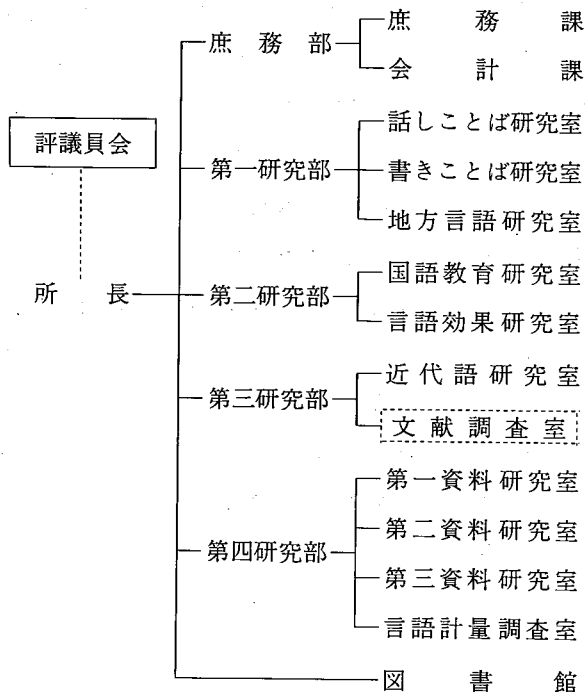 庶務部
庶務課
会計課
評議員会
第一研究部
話しことば研究室
書きことば研究室
地方言語研究室
所長
第二研究部
国語教育研究室
言語効果研究室
第三研究部
近代語研究室
文献調査室
第四研究部
第一資料研究室
第二資料研究室
第三資料研究室
言語計量調査室
図書館